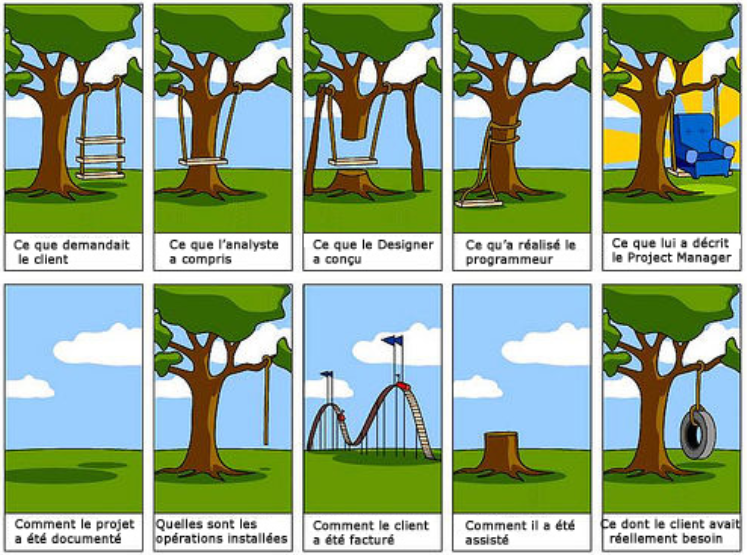 Ce que demandait
le client
Ce que l'analyste
a compris
Ce que le Designer
a conçu
Ce qu'a réalisé le
programmeur
Ce que lui a décrit
le Project Manager
Comment le projet
a été documenté
Quelles sont les
opérations installées
Comment le client
a été facturé
Comment il a été
assisté
Ce dont le client avait
réellement besoin